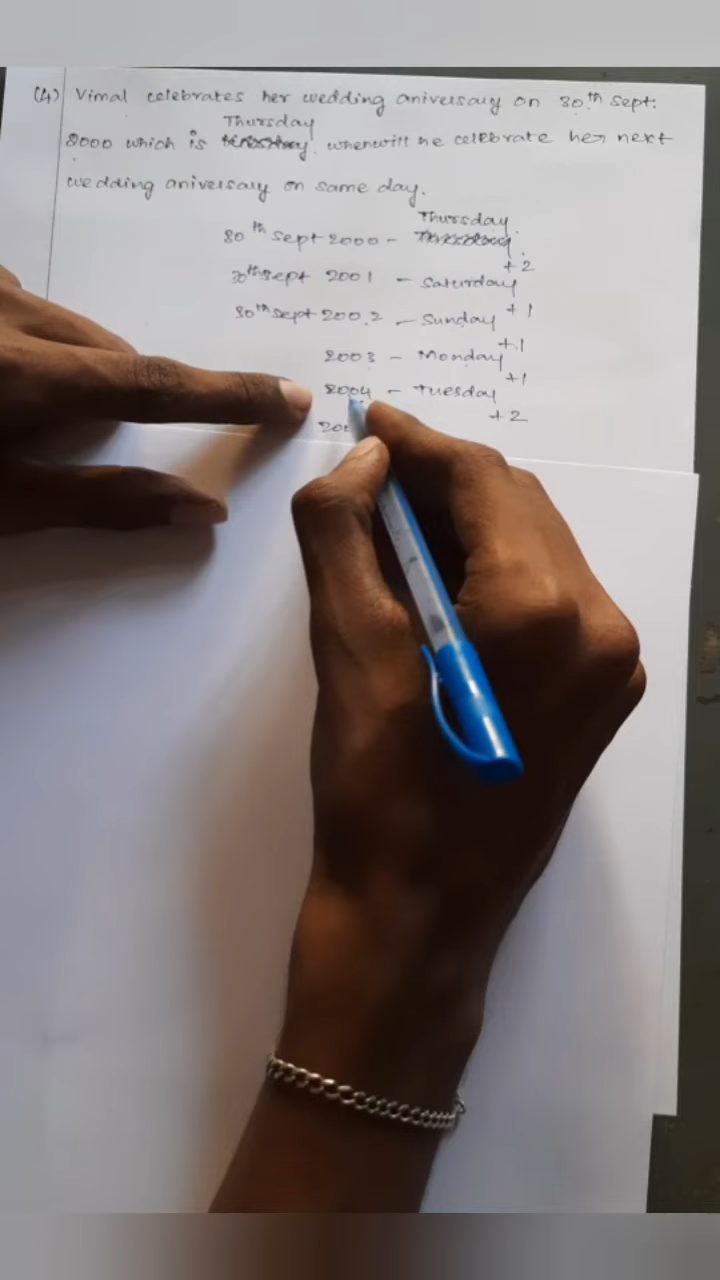 (4) Vimal celebrates her wedding aniversary on 30th Sept:
Thursday
2000 which is when will he celebrate her next
wedding aniversary on same day.
Thursday
30th Sept 2000 -
+2
30th Sept 2001 - Saturday
30th Sept 2002 - Sunday +1
+1
2003 - Monday
+1
2004 - Tuesday
+2
200